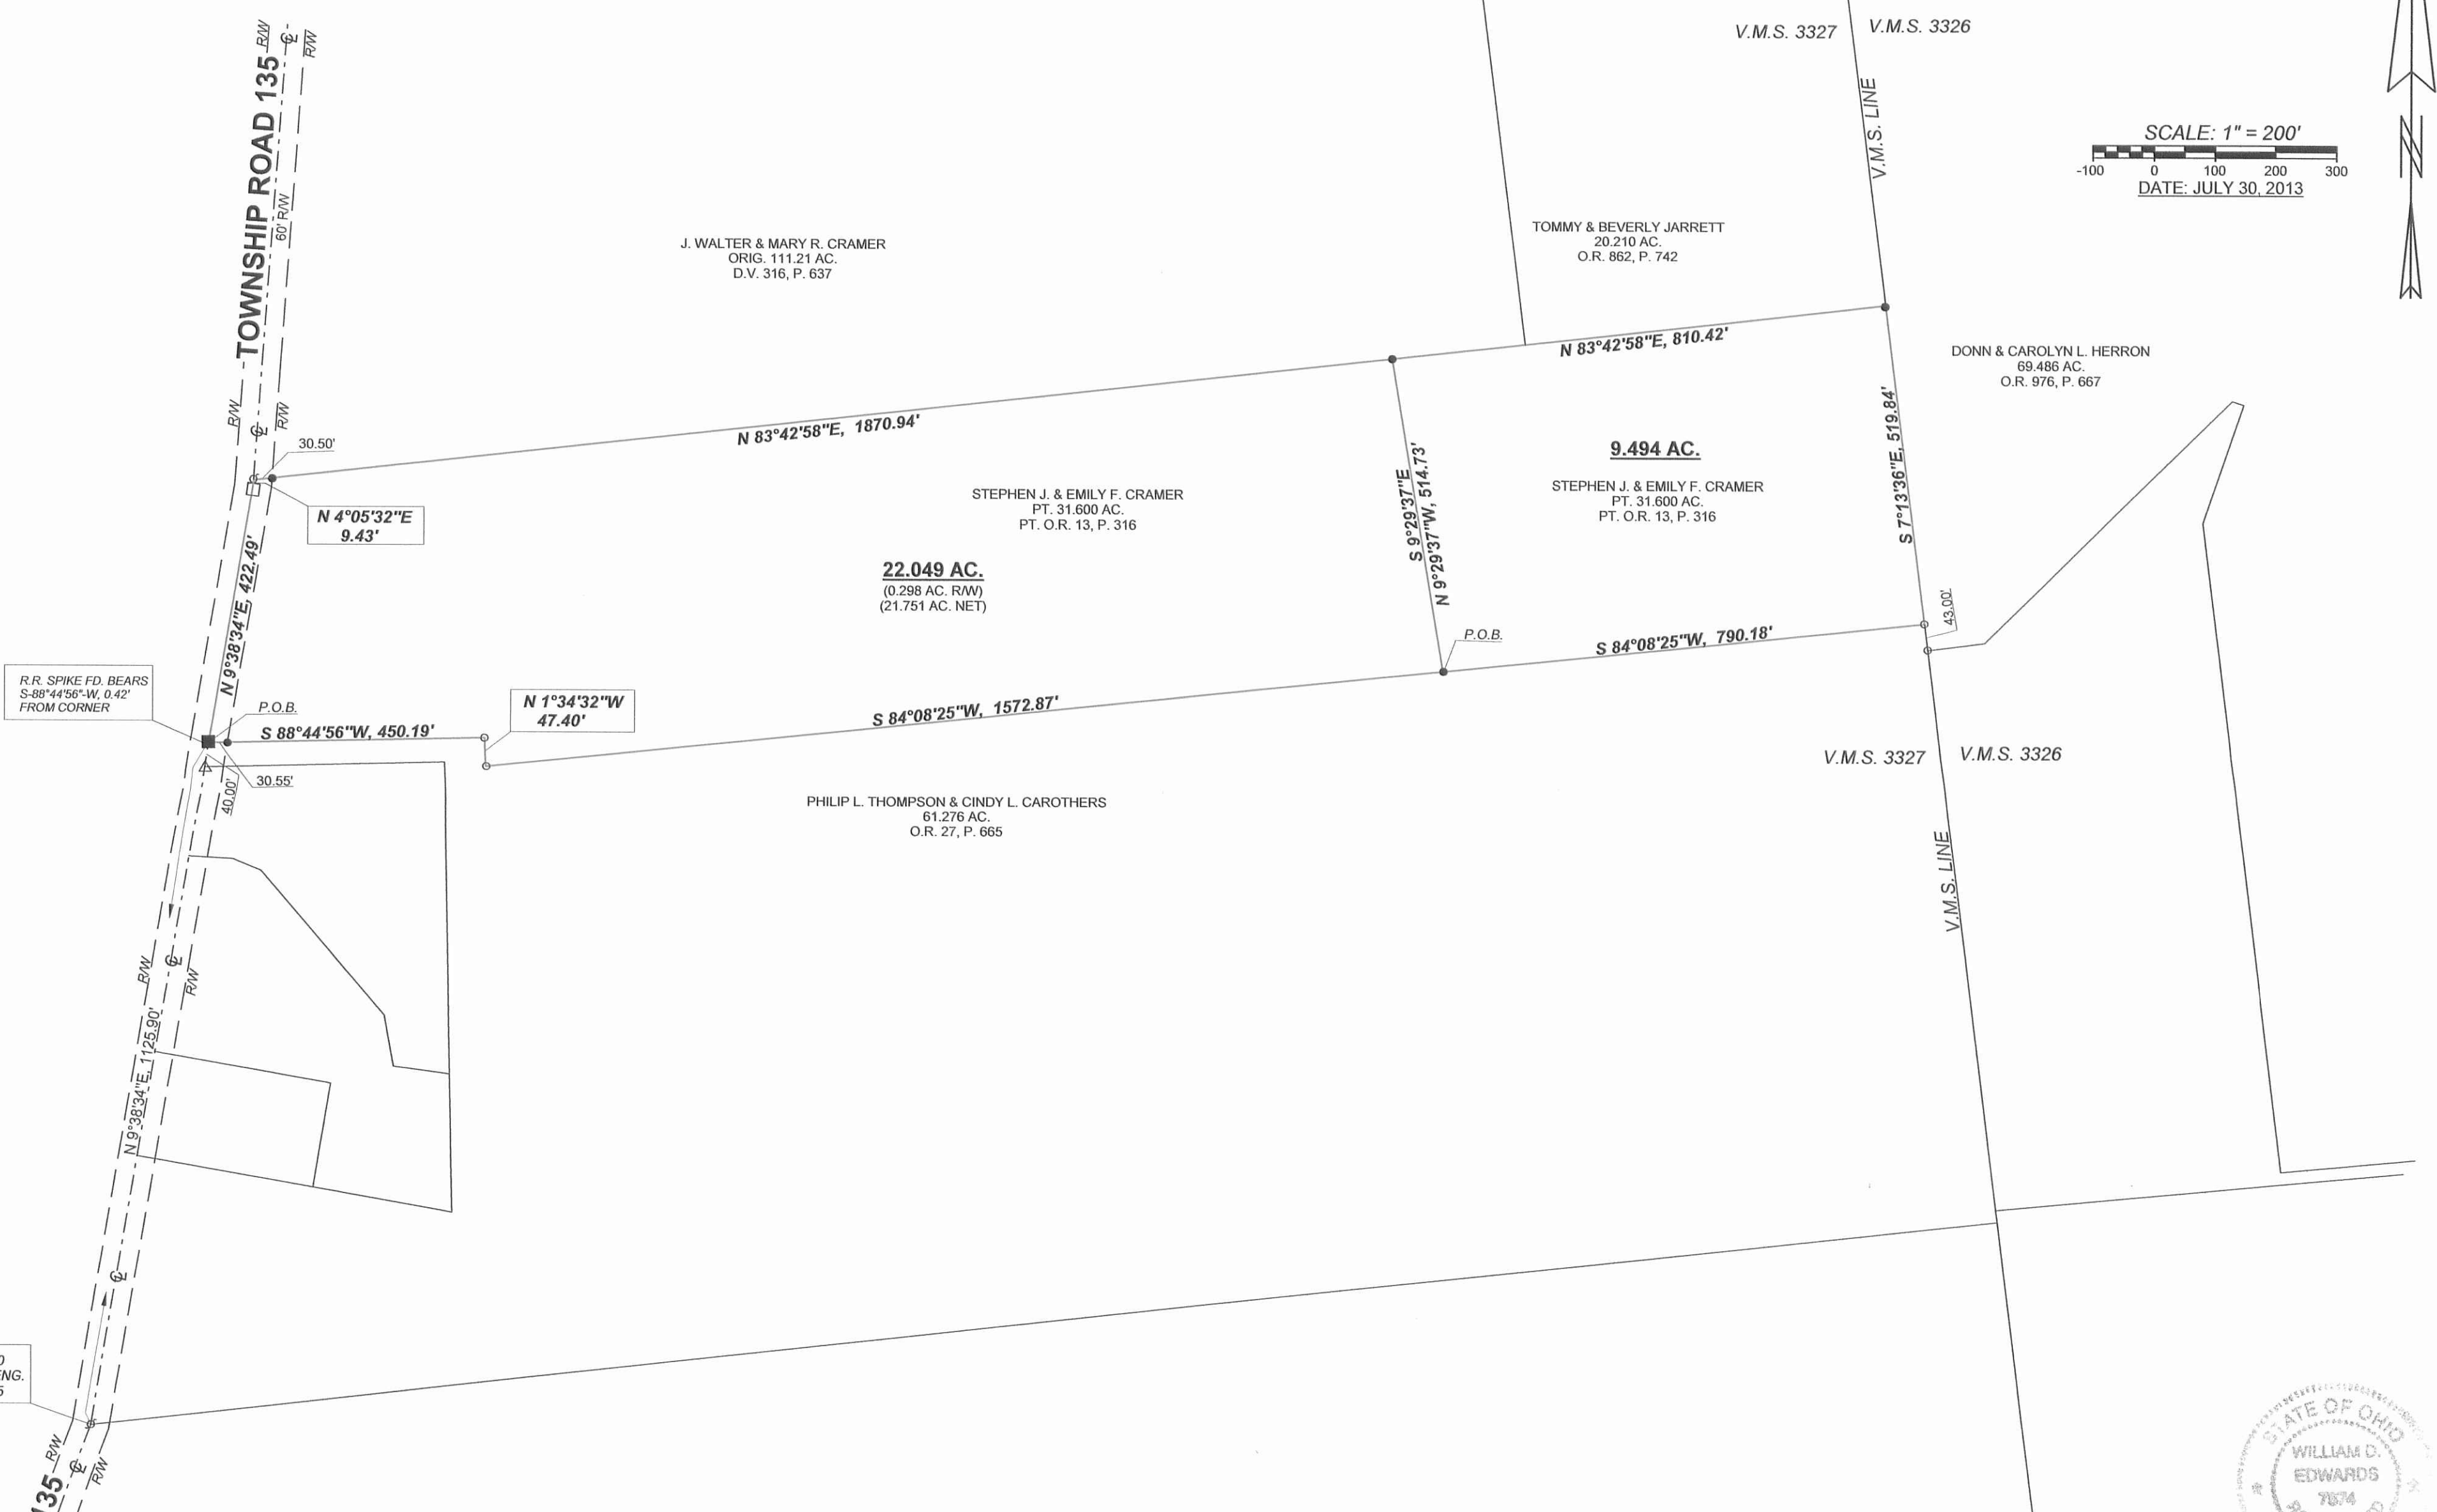 V.M.S. 3327
V.M.S. 3326
R/W
℄
R/W
TOWNSHIP ROAD 135
60' R/W
V.M.S. LINE
N
SCALE: 1" = 200'
-100 0 100 200 300
DATE: JULY 30, 2013
J. WALTER & MARY R. CRAMER
ORIG. 111.21 AC.
D.V. 316, P. 637
TOMMY & BEVERLY JARRETT
20.210 AC.
O.R. 862, P. 742
N 83°42'58"E, 810.42'
DONN & CAROLYN L. HERRON
69.486 AC.
O.R. 976, P. 667
R/W
℄
R/W
30.50'
N 83°42'58"E, 1870.94'
N 4°05'32"E
9.43'
STEPHEN J. & EMILY F. CRAMER
PT. 31.600 AC.
PT. O.R. 13, P. 316
22.049 AC.
(0.298 AC. R/W)
(21.751 AC. NET)
S 9°29'37"E
N 9°29'37"W, 514.73'
9.494 AC.
STEPHEN J. & EMILY F. CRAMER
PT. 31.600 AC.
PT. O.R. 13, P. 316
S 7°13'36"E, 519.84'
43.00'
N 9°38'34"E, 422.49'
P.O.B.
S 84°08'25"W, 790.18'
R.R. SPIKE FD. BEARS
S-88°44'56"-W, 0.42'
FROM CORNER
P.O.B.
S 88°44'56"W, 450.19'
N 1°34'32"W
47.40'
S 84°08'25"W, 1572.87'
30.55'
40.00'
PHILIP L. THOMPSON & CINDY L. CAROTHERS
61.276 AC.
O.R. 27, P. 665
V.M.S. 3327
V.M.S. 3326
V.M.S. LINE
R/W
℄
R/W
N 9°38'34"E, 1125.90'
℄
ENG.
R/W
℄
R/W
135
STATE OF OHIO
WILLIAM D.
EDWARDS
7574